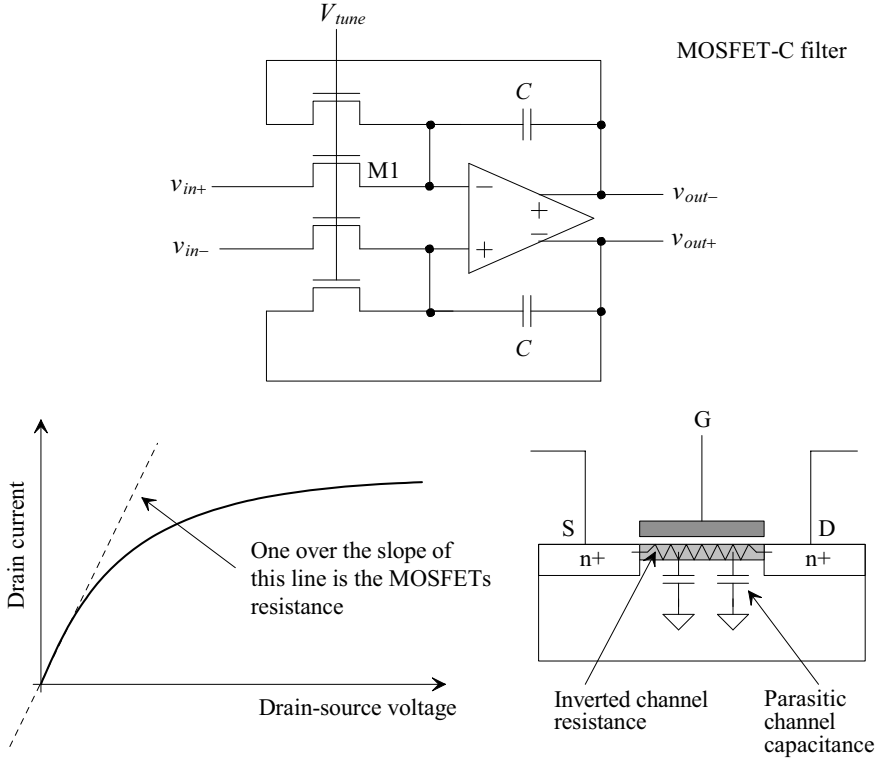 V_tune
MOSFET-C filter
C
M1
v_in+
−
+
v_out−
v_in−
+
−
v_out+
C
Drain current
One over the slope of
this line is the MOSFETs
resistance
Drain-source voltage
G
S
D
n+
n+
Inverted channel
resistance
Parasitic
channel
capacitance